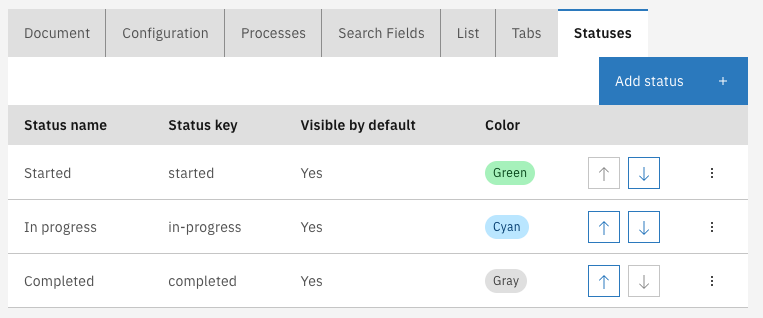 Document Configuration Processes Search Fields List Tabs Statuses
Add status +
Status name Status key Visible by default Color
Started started Yes Green
In progress in-progress Yes Cyan
Completed completed Yes Gray